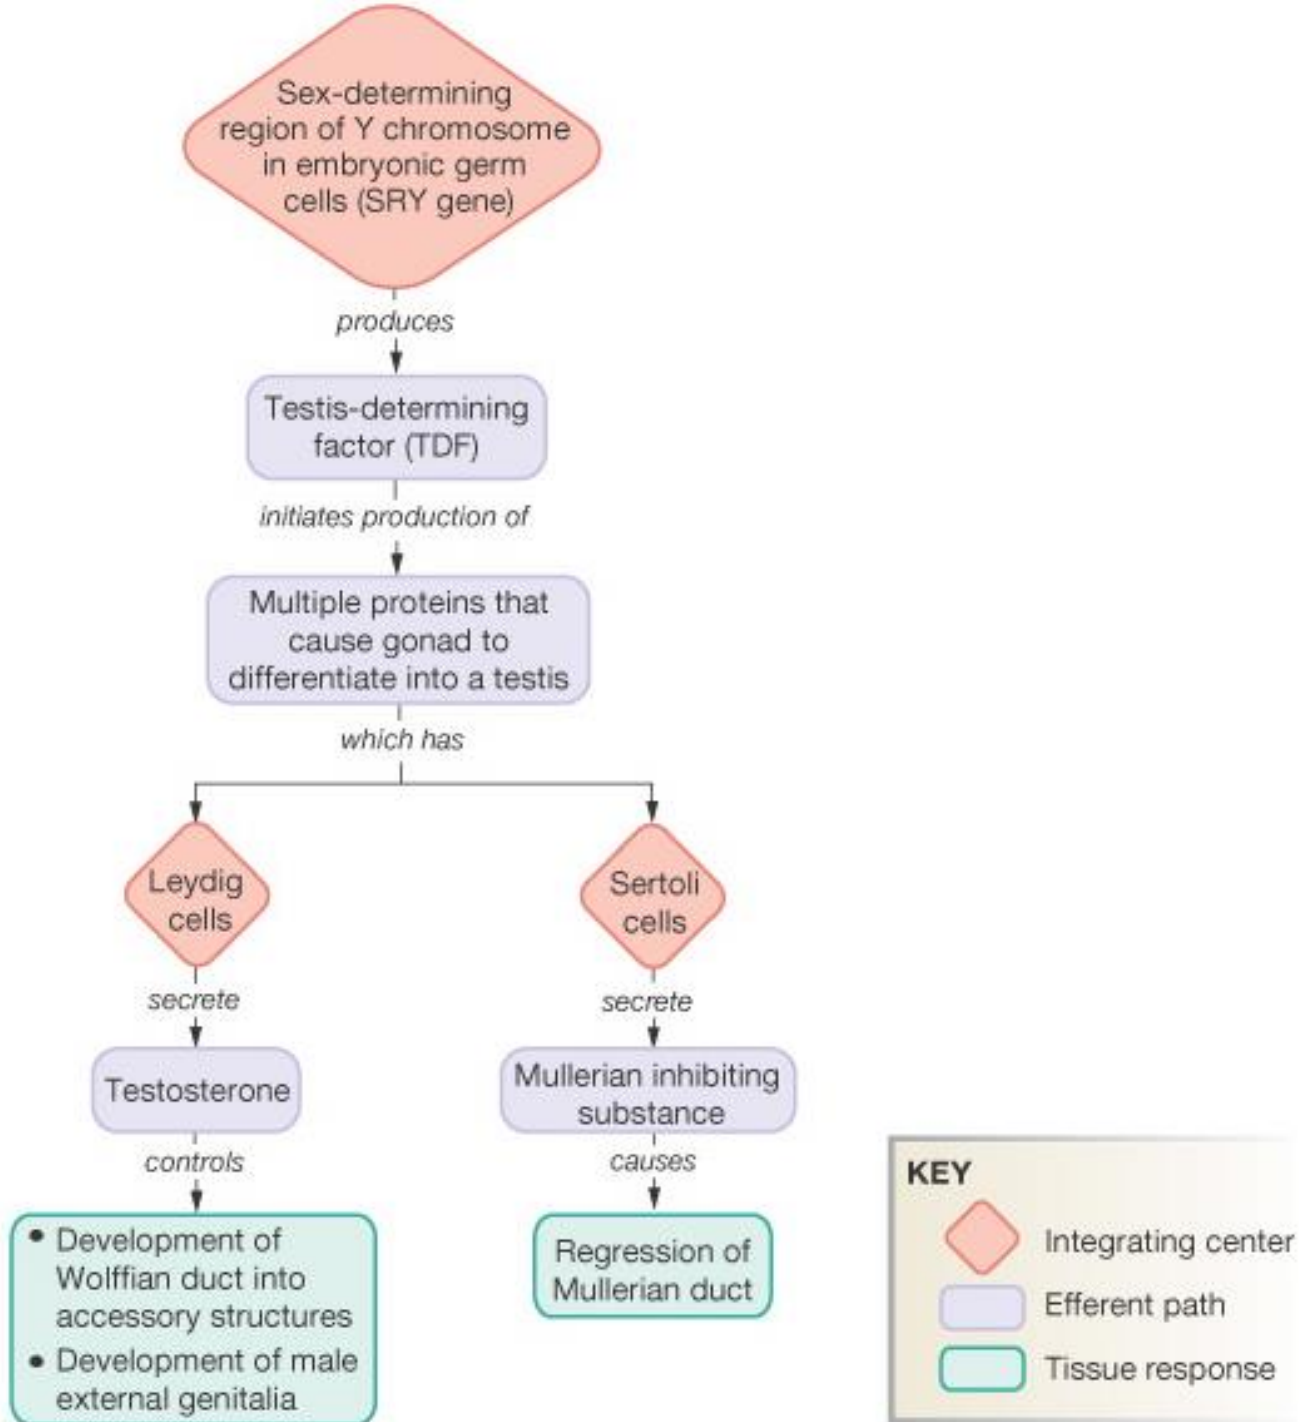 Sex-determining
region of Y chromosome
in embryonic germ
cells (SRY gene)
produces
Testis-determining
factor (TDF)
initiates production of
Multiple proteins that
cause gonad to
differentiate into a testis
which has
Leydig
cells
secrete
Testosterone
controls
• Development of
Wolffian duct into
accessory structures
• Development of male
external genitalia
Sertoli
cells
secrete
Mullerian inhibiting
substance
causes
Regression of
Mullerian duct
KEY
Integrating center
Efferent path
Tissue response